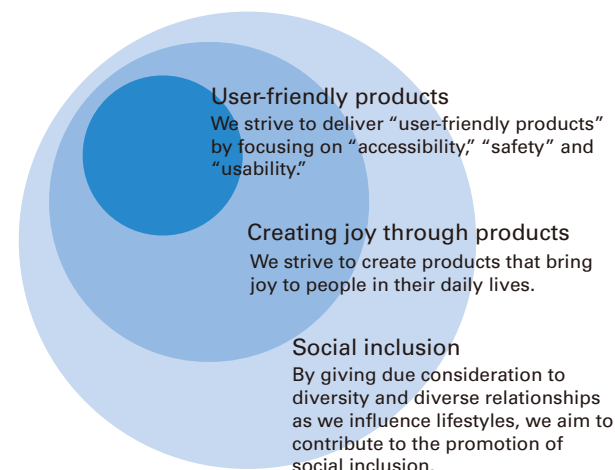 User-friendly products
We strive to deliver “user-friendly products”
by focusing on “accessibility,” “safety” and
“usability.”
Creating joy through products
We strive to create products that bring
joy to people in their daily lives.
Social inclusion
By giving due consideration to
diversity and diverse relationships
as we influence lifestyles, we aim to
contribute to the promotion of
social inclusion.